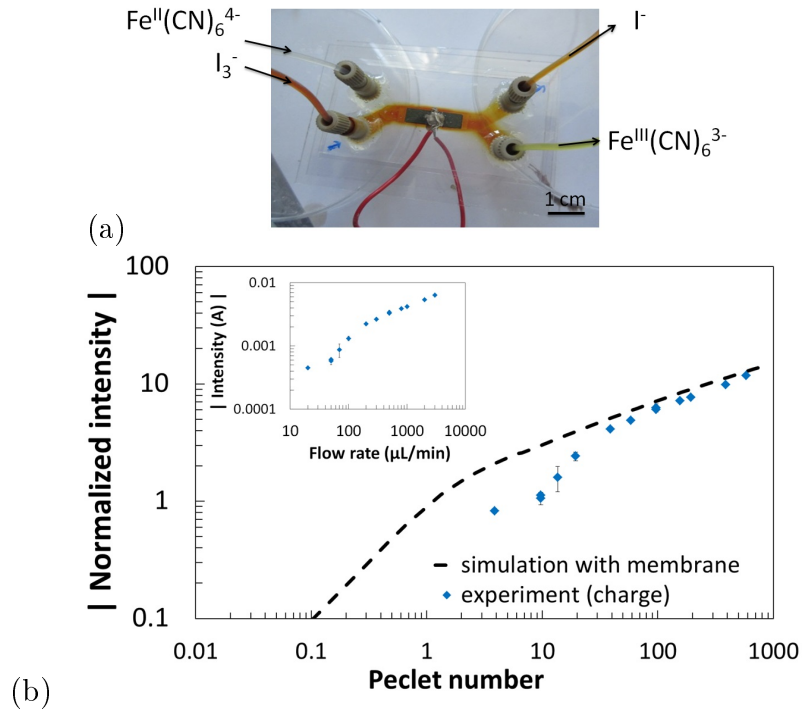 Fe^II(CN)_6^4-
I_3^-
I^-
Fe^III(CN)_6^3-
1 cm
(a)
100
10
1
0.1
| Normalized intensity |
0.01
0.001
0.0001
| Intensity (A) |
10 100 1000 10000
Flow rate (µL/min)
simulation with membrane
experiment (charge)
0.01 0.1 1 10 100 1000
Peclet number
(b)